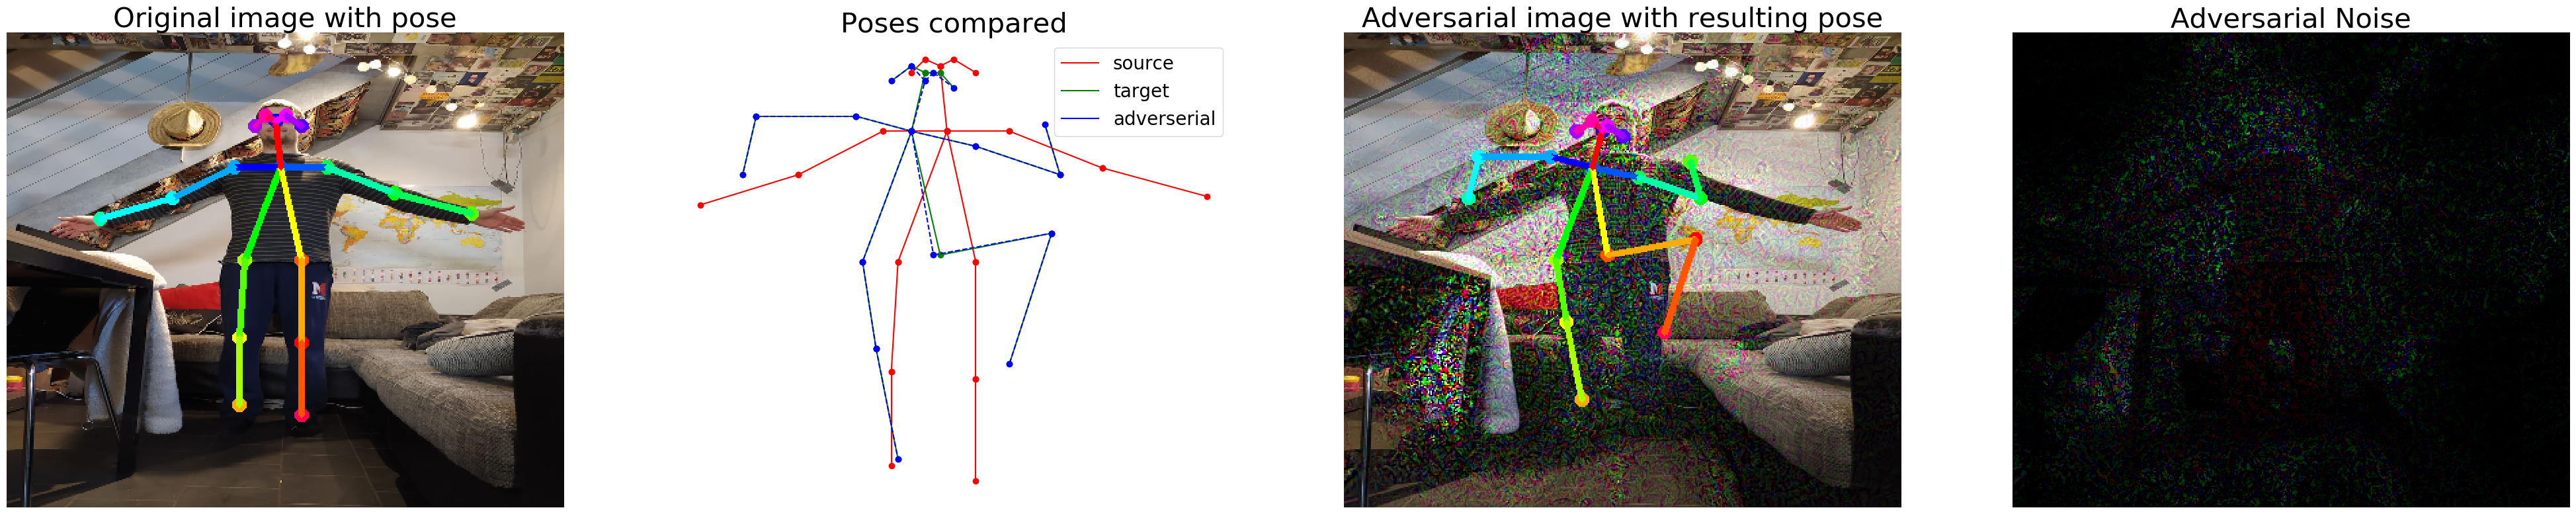 Original image with pose
Poses compared
source
target
adverserial
Adversarial image with resulting pose
Adversarial Noise